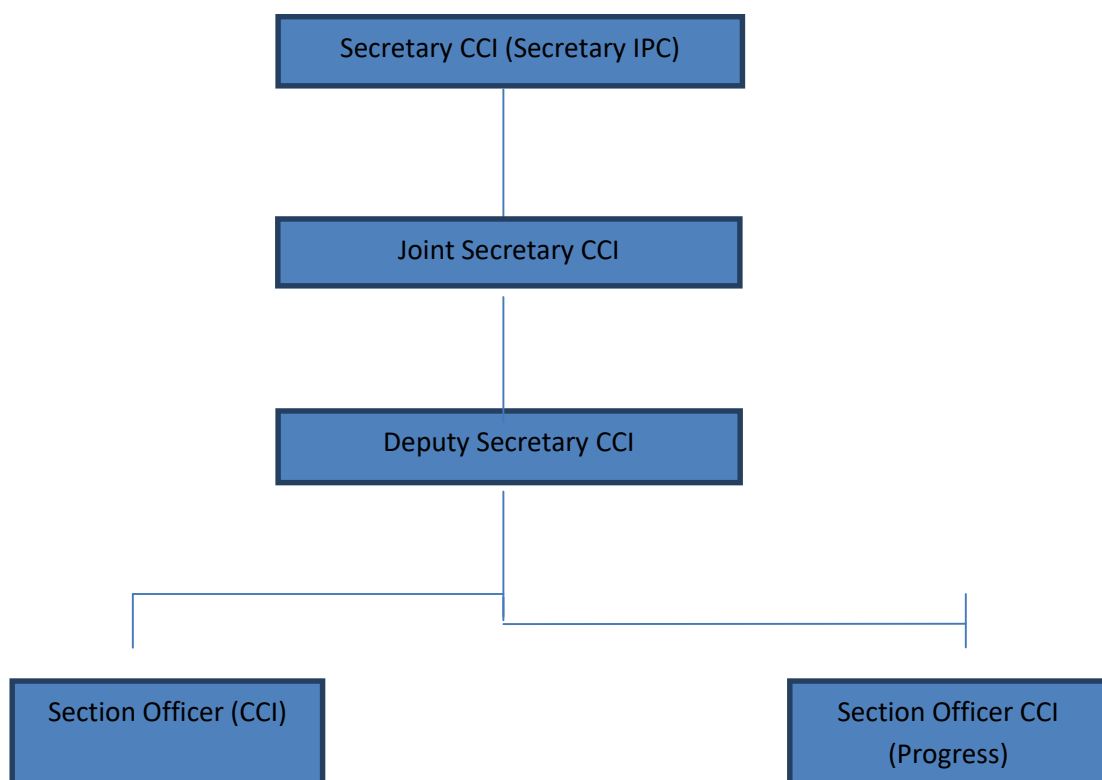 Secretary CCI (Secretary IPC)
Joint Secretary CCI
Deputy Secretary CCI
Section Officer (CCI)
Section Officer CCI
(Progress)